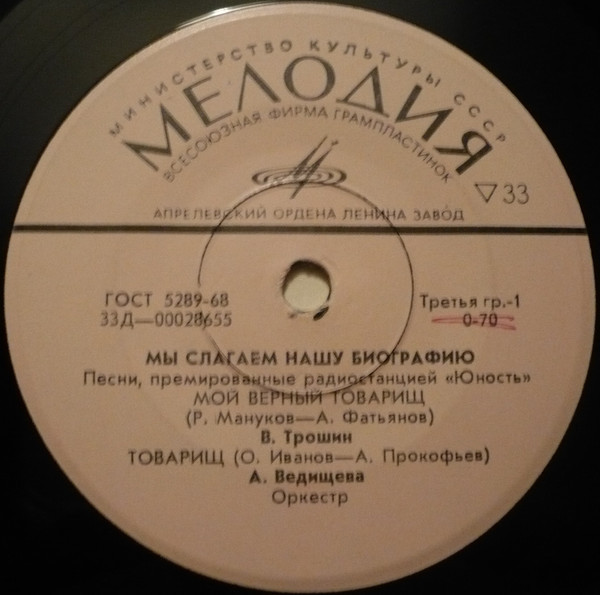 МИНИСТЕРСТВО КУЛЬТУРЫ СССР
МЕЛОДИЯ
ВСЕСОЮЗНАЯ ФИРМА ГРАМПЛАСТИНОК
▽ 33
АПРЕЛЕВСКИЙ ОРДЕНА ЛЕНИНА ЗАВОД
ГОСТ 5289-68 Третья гр.-1
33Д—00028655 0-70
МЫ СЛАГАЕМ НАШУ БИОГРАФИЮ
Песни, премированные радиостанцией «Юность»
МОЙ ВЕРНЫЙ ТОВАРИЩ
(Р. Мануков—А. Фатьянов)
В. Трошин
ТОВАРИЩ (О. Иванов—А. Прокофьев)
А. Ведищева
Оркестр